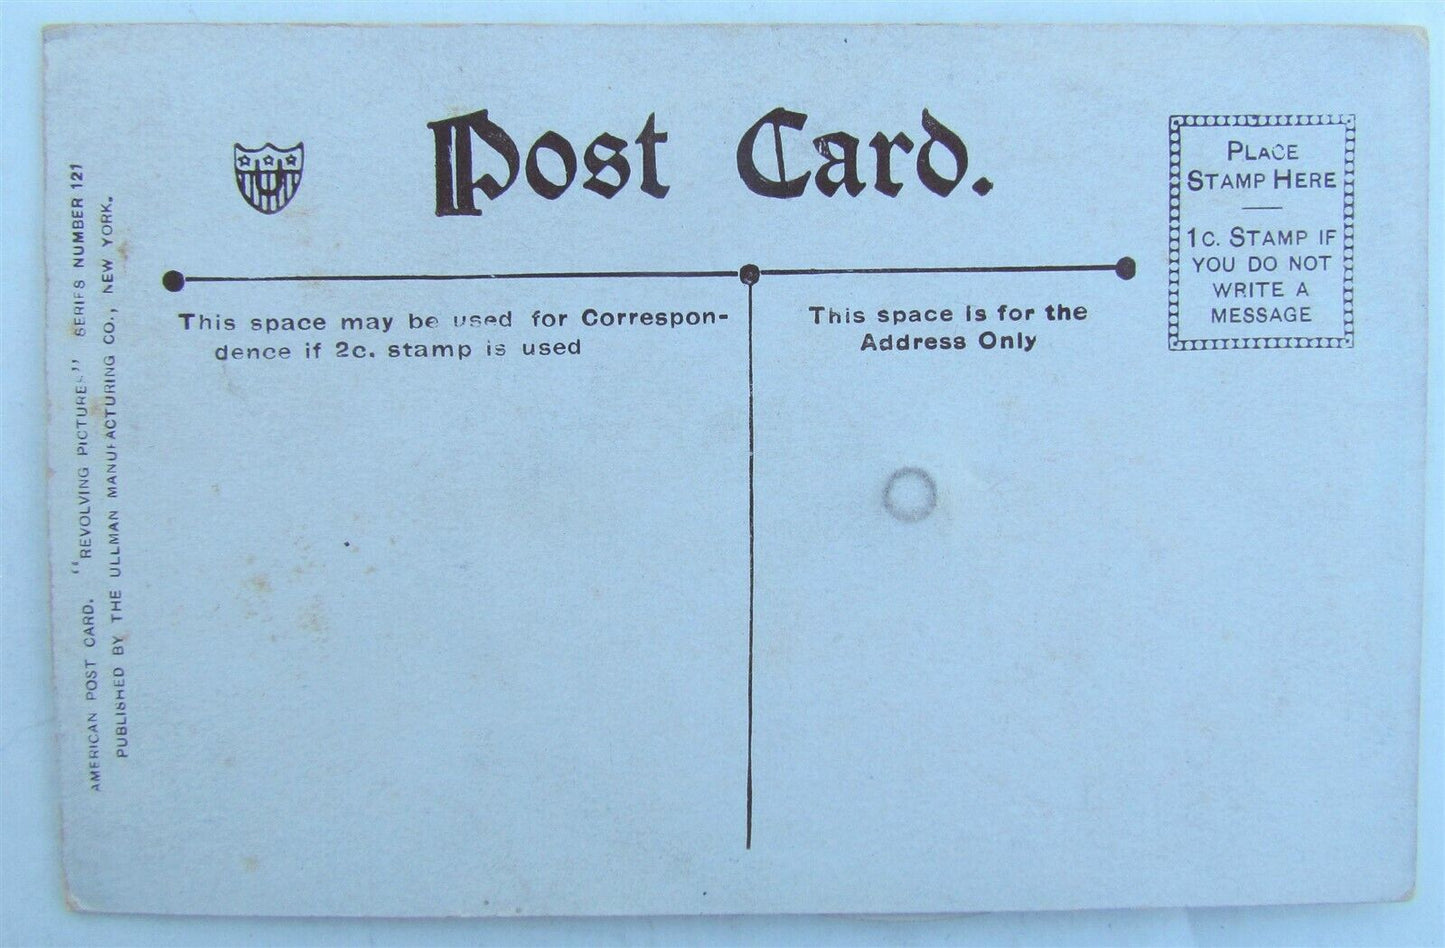 Post Card.
U
PLACE
STAMP HERE
1C. STAMP IF
YOU DO NOT
WRITE A
MESSAGE
This space may be used for Correspon-
dence if 2c. stamp is used
This space is for the
Address Only
AMERICAN POST CARD. "REVOLVING PICTURES" SERIES NUMBER 121
PUBLISHED BY THE ULLMAN MANUFACTURING CO., NEW YORK.